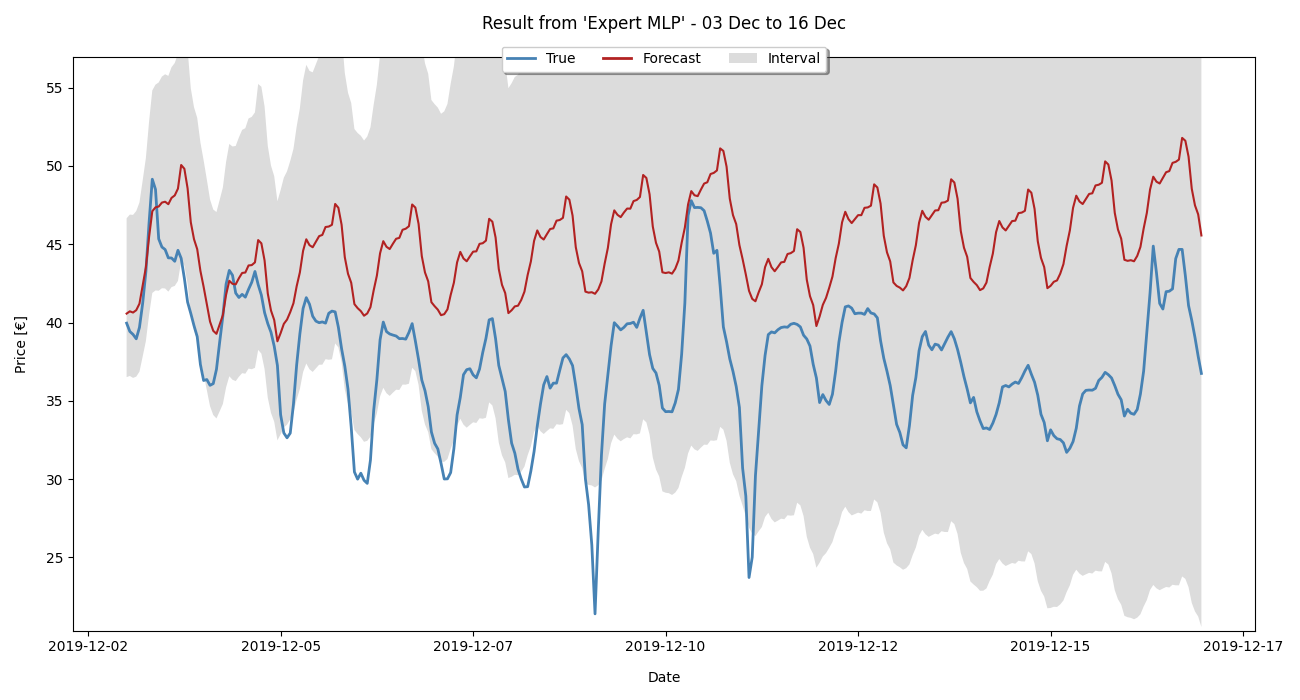 Result from 'Expert MLP' - 03 Dec to 16 Dec
True Forecast Interval
Price [€]
55
50
45
40
35
30
25
2019-12-02 2019-12-05 2019-12-07 2019-12-10 2019-12-12 2019-12-15 2019-12-17
Date